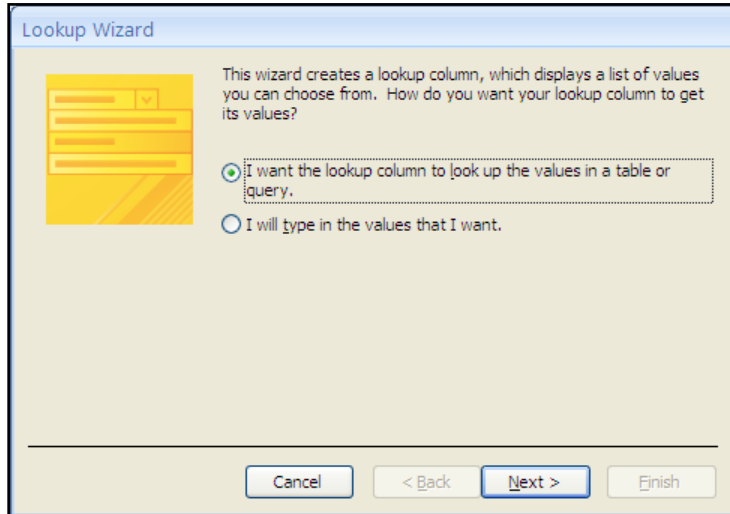 Lookup Wizard
This wizard creates a lookup column, which displays a list of values
you can choose from. How do you want your lookup column to get
its values?
I want the lookup column to look up the values in a table or
query.
I will type in the values that I want.
Cancel
< Back
Next >
Finish